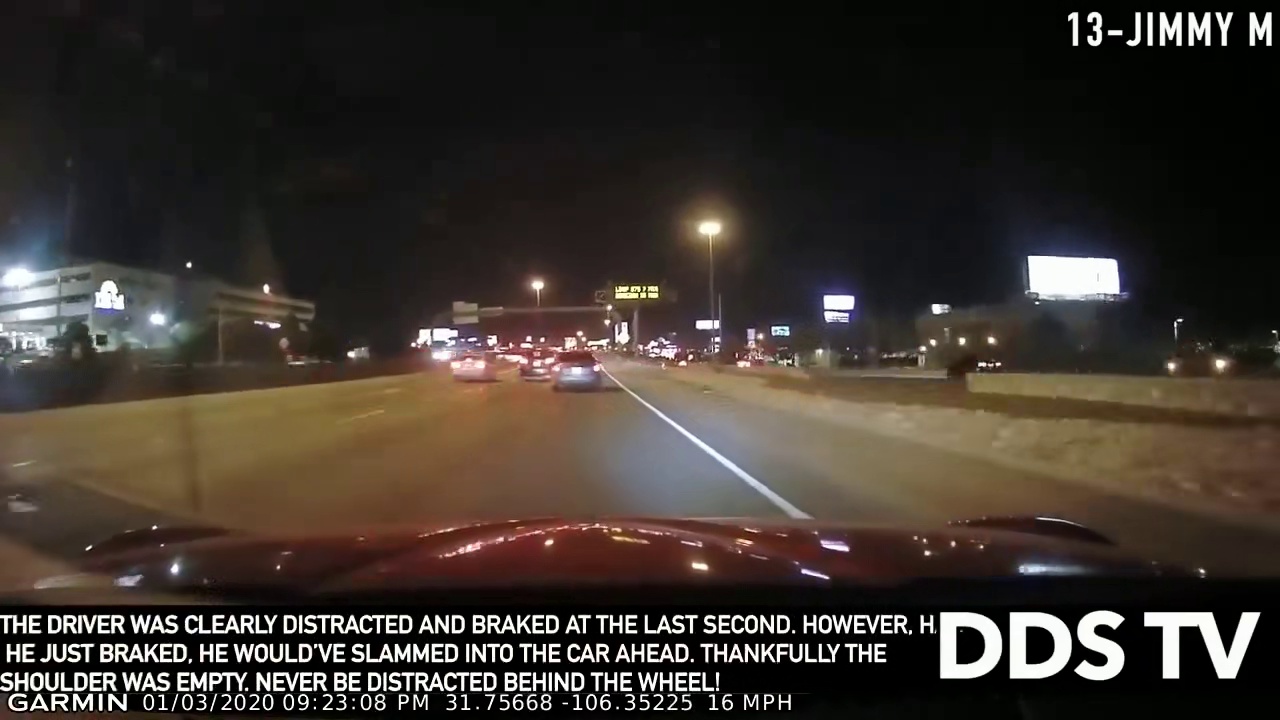 13-JIMMY M
THE DRIVER WAS CLEARLY DISTRACTED AND BRAKED AT THE LAST SECOND. HOWEVER, HA
HE JUST BRAKED, HE WOULD'VE SLAMMED INTO THE CAR AHEAD. THANKFULLY THE
SHOULDER WAS EMPTY. NEVER BE DISTRACTED BEHIND THE WHEEL!
DDS TV
GARMIN 01/03/2020 09:23:08 PM 31.75668 -106.35225 16 MPH